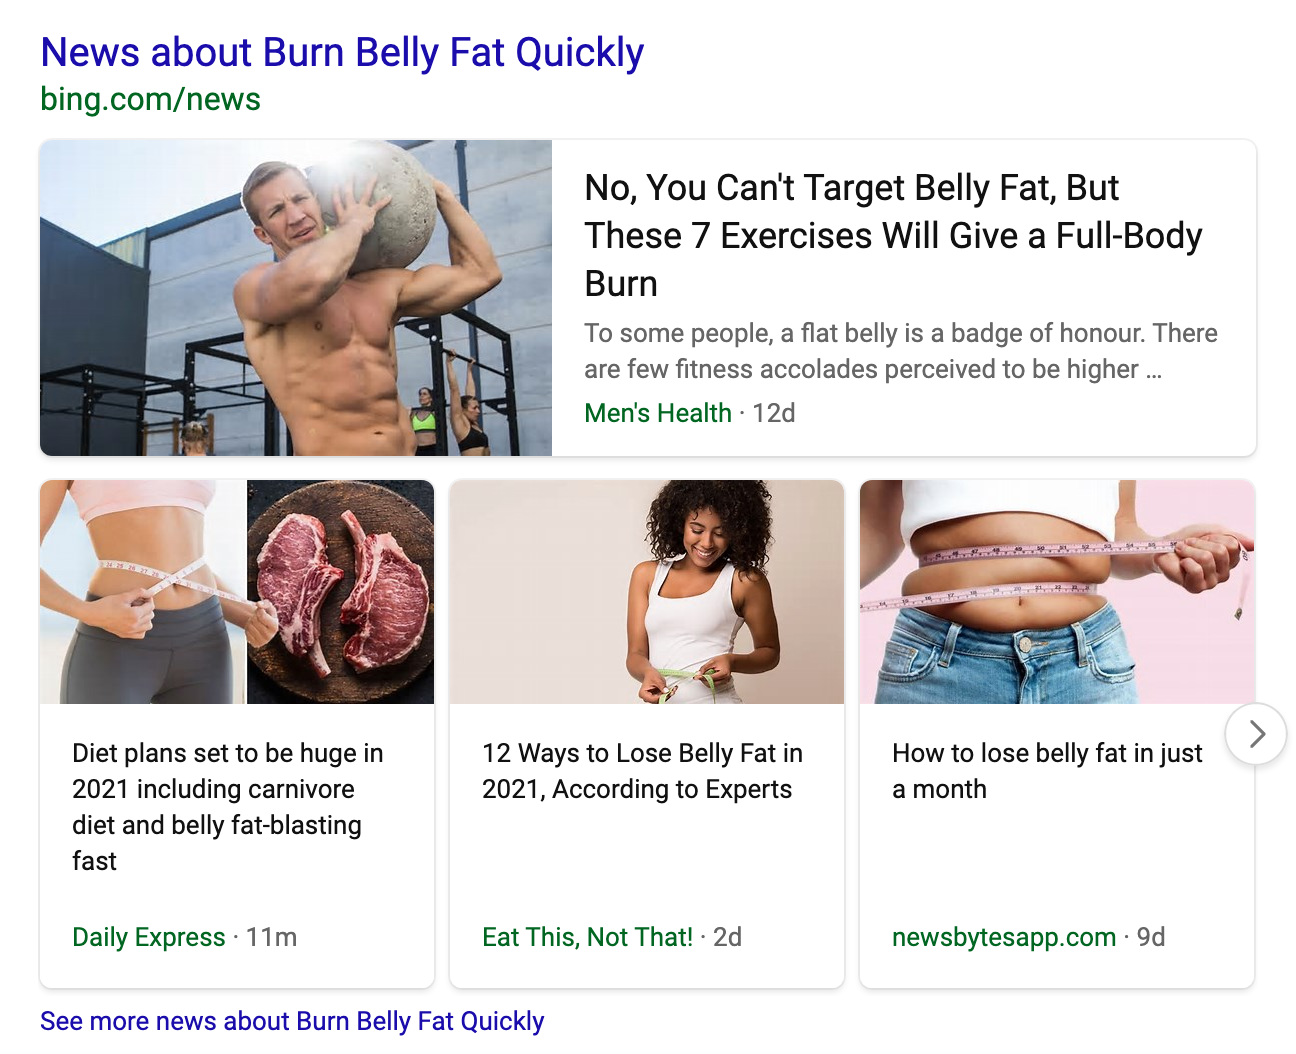 News about Burn Belly Fat Quickly
bing.com/news
No, You Can't Target Belly Fat, But
These 7 Exercises Will Give a Full-Body
Burn
To some people, a flat belly is a badge of honour. There
are few fitness accolades perceived to be higher ...
Men's Health · 12d
Diet plans set to be huge in
2021 including carnivore
diet and belly fat-blasting
fast
Daily Express · 11m
12 Ways to Lose Belly Fat in
2021, According to Experts
Eat This, Not That! · 2d
How to lose belly fat in just
a month
newsbytesapp.com · 9d
See more news about Burn Belly Fat Quickly